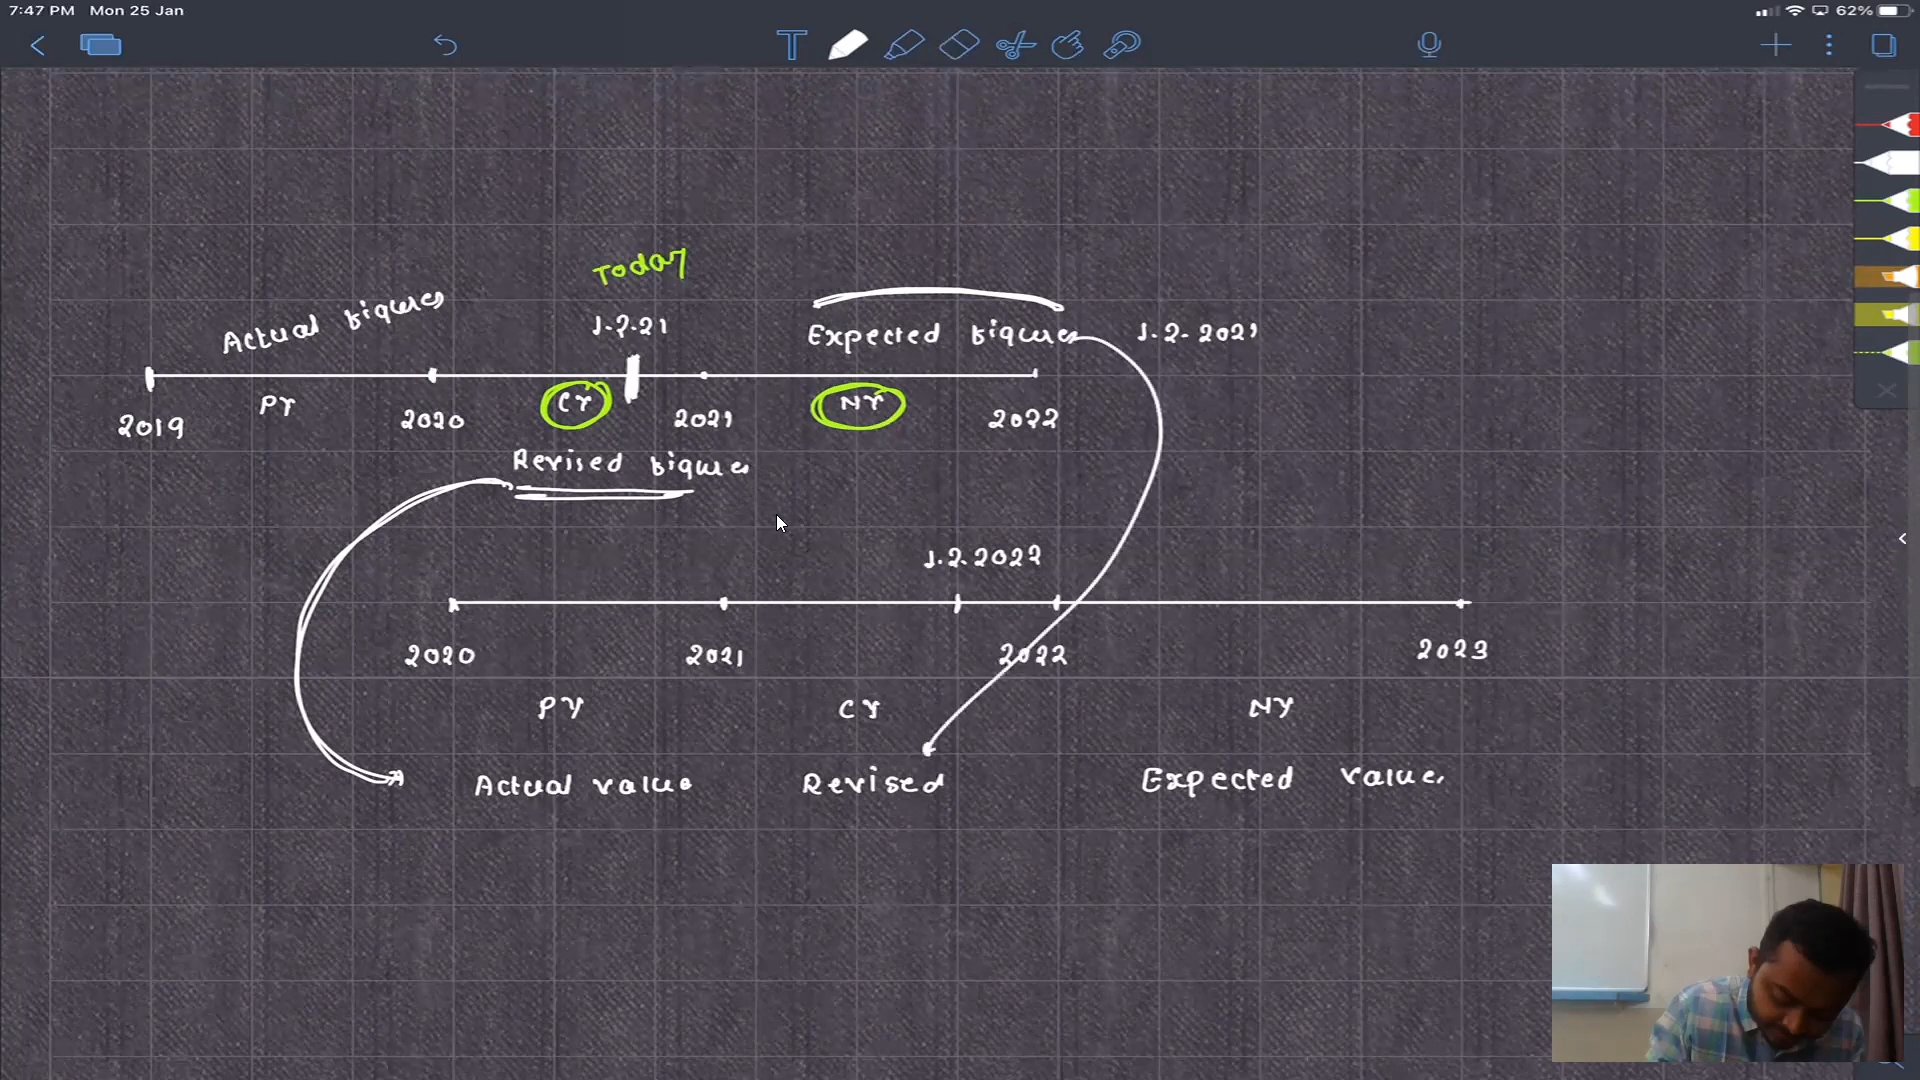 7:47 PM Mon 25 Jan
62%
T
Today
Actual figures
1.2.21
Expected figures
1.2.2021
PY
CY
NY
2019
2020
2021
2022
Revised figures
1.2.2022
2020
2021
2022
2023
PY
CY
NY
Actual value
Revised
Expected value.